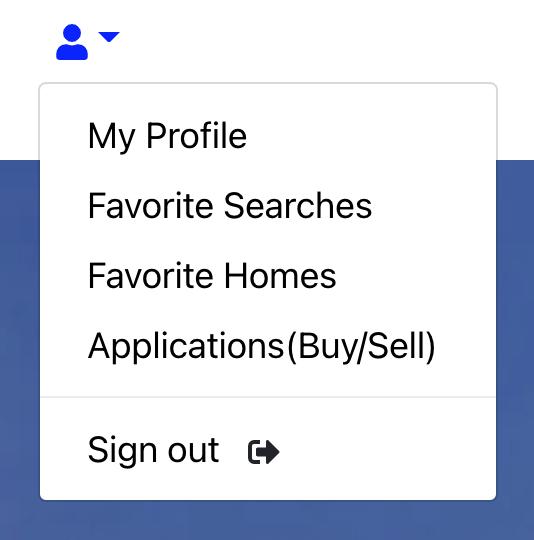 My Profile
Favorite Searches
Favorite Homes
Applications(Buy/Sell)
Sign out